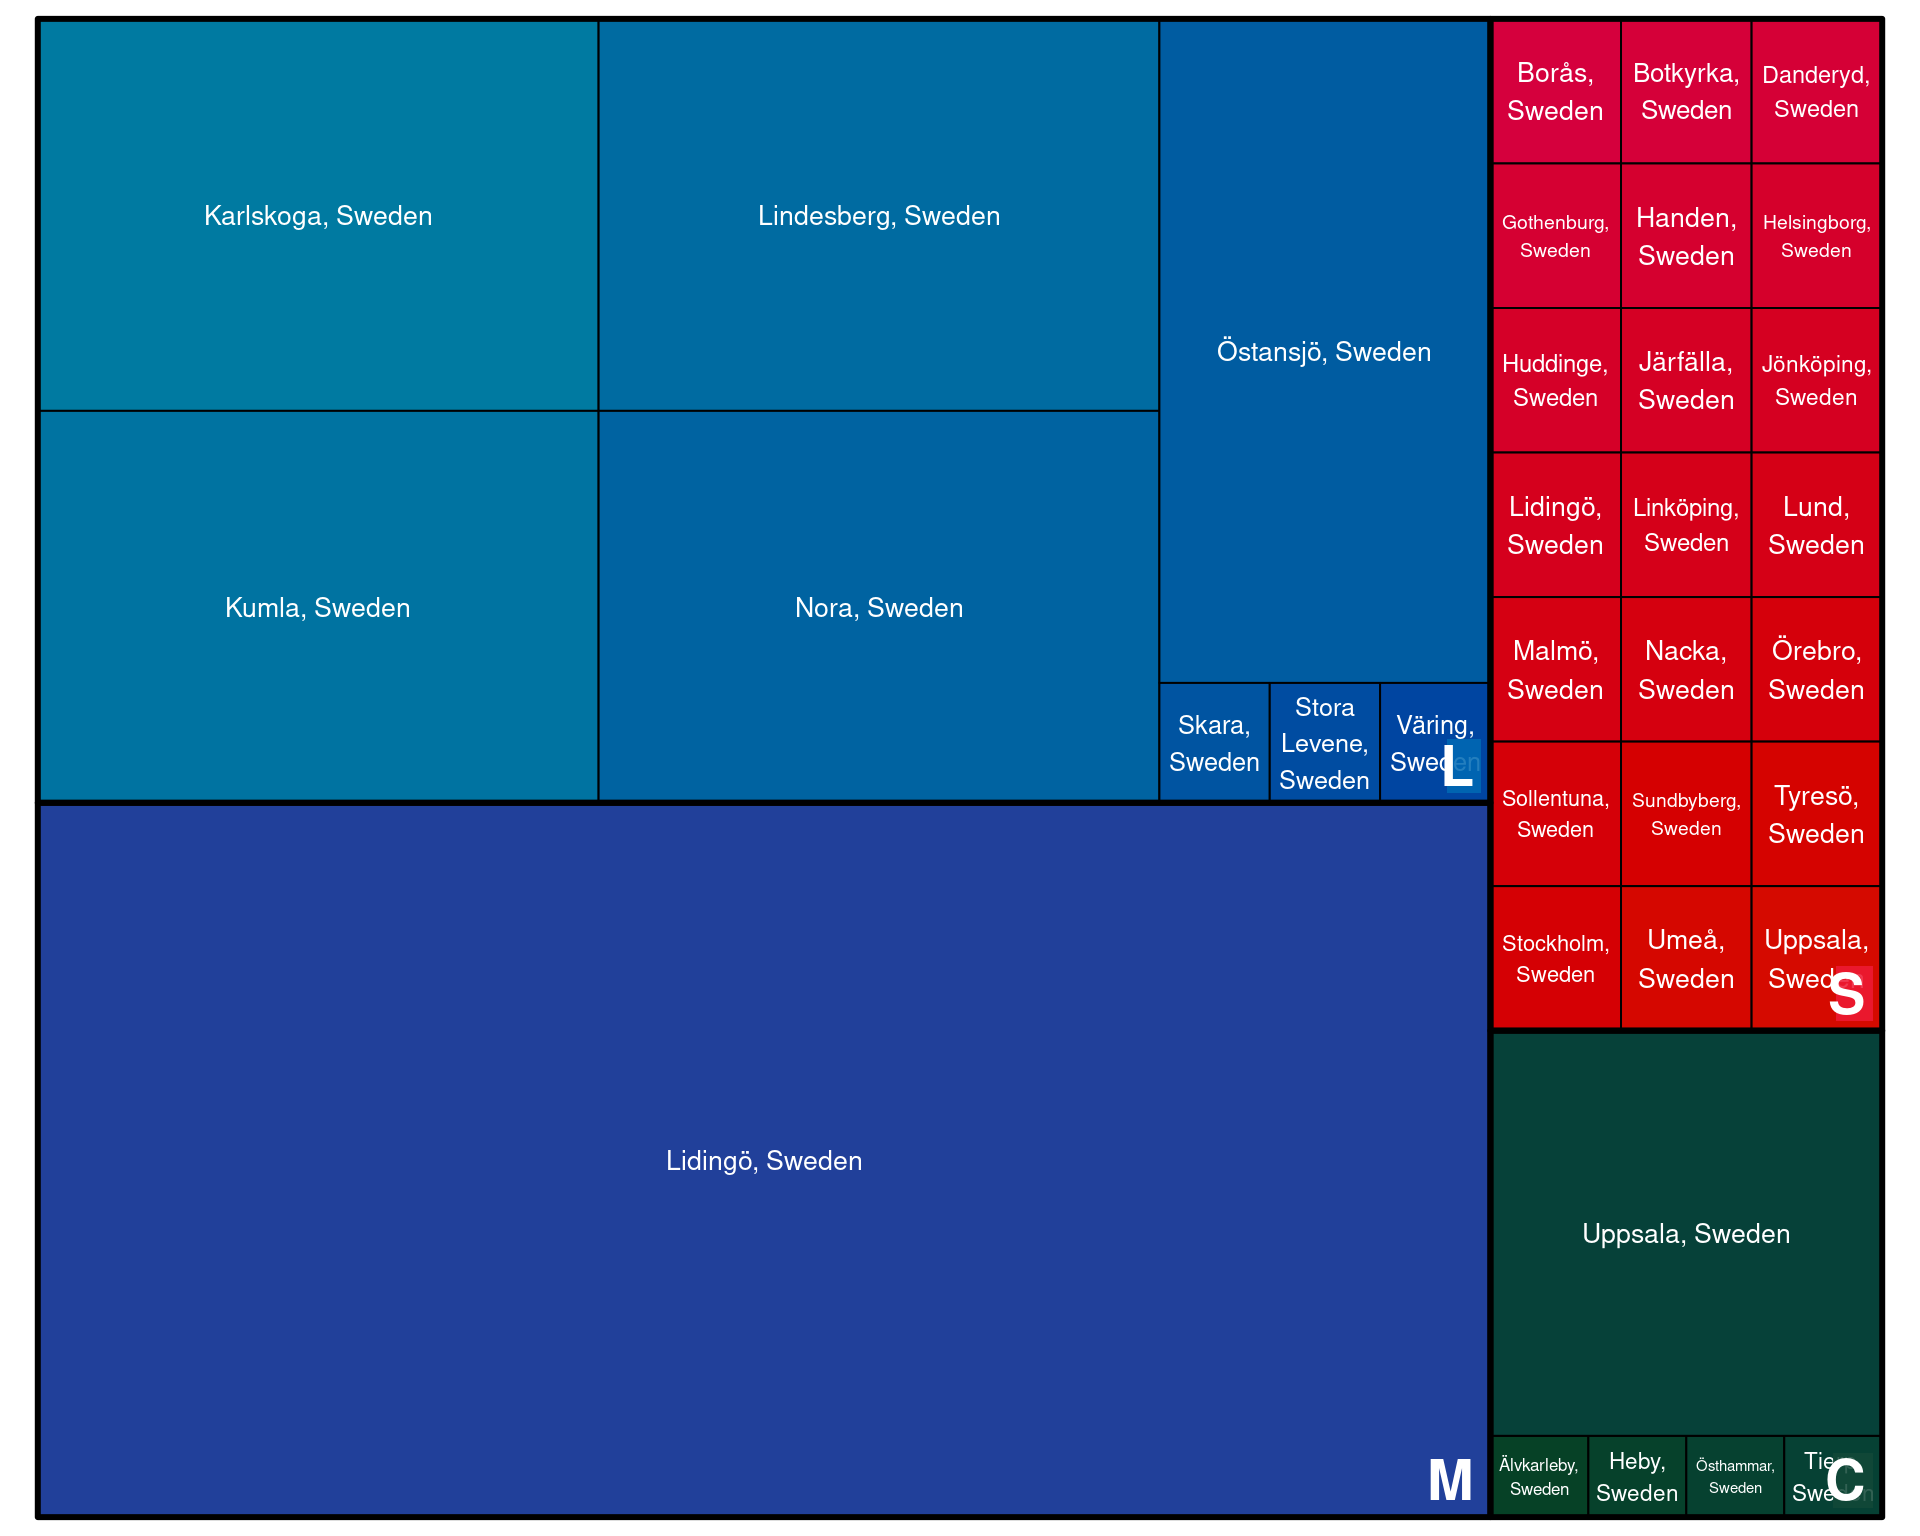 Karlskoga, Sweden
Lindesberg, Sweden
Östansjö, Sweden
Kumla, Sweden
Nora, Sweden
Skara,
Sweden
Stora
Levene,
Sweden
Väring,
Sweden
L
Lidingö, Sweden
M
Borås,
Sweden
Botkyrka,
Sweden
Danderyd,
Sweden
Gothenburg,
Sweden
Handen,
Sweden
Helsingborg,
Sweden
Huddinge,
Sweden
Järfälla,
Sweden
Jönköping,
Sweden
Lidingö,
Sweden
Linköping,
Sweden
Lund,
Sweden
Malmö,
Sweden
Nacka,
Sweden
Örebro,
Sweden
Sollentuna,
Sweden
Sundbyberg,
Sweden
Tyresö,
Sweden
Stockholm,
Sweden
Umeå,
Sweden
Uppsala,
Sweden
S
Uppsala, Sweden
Älvkarleby,
Sweden
Heby,
Sweden
Östhammar,
Sweden
Sweden
C